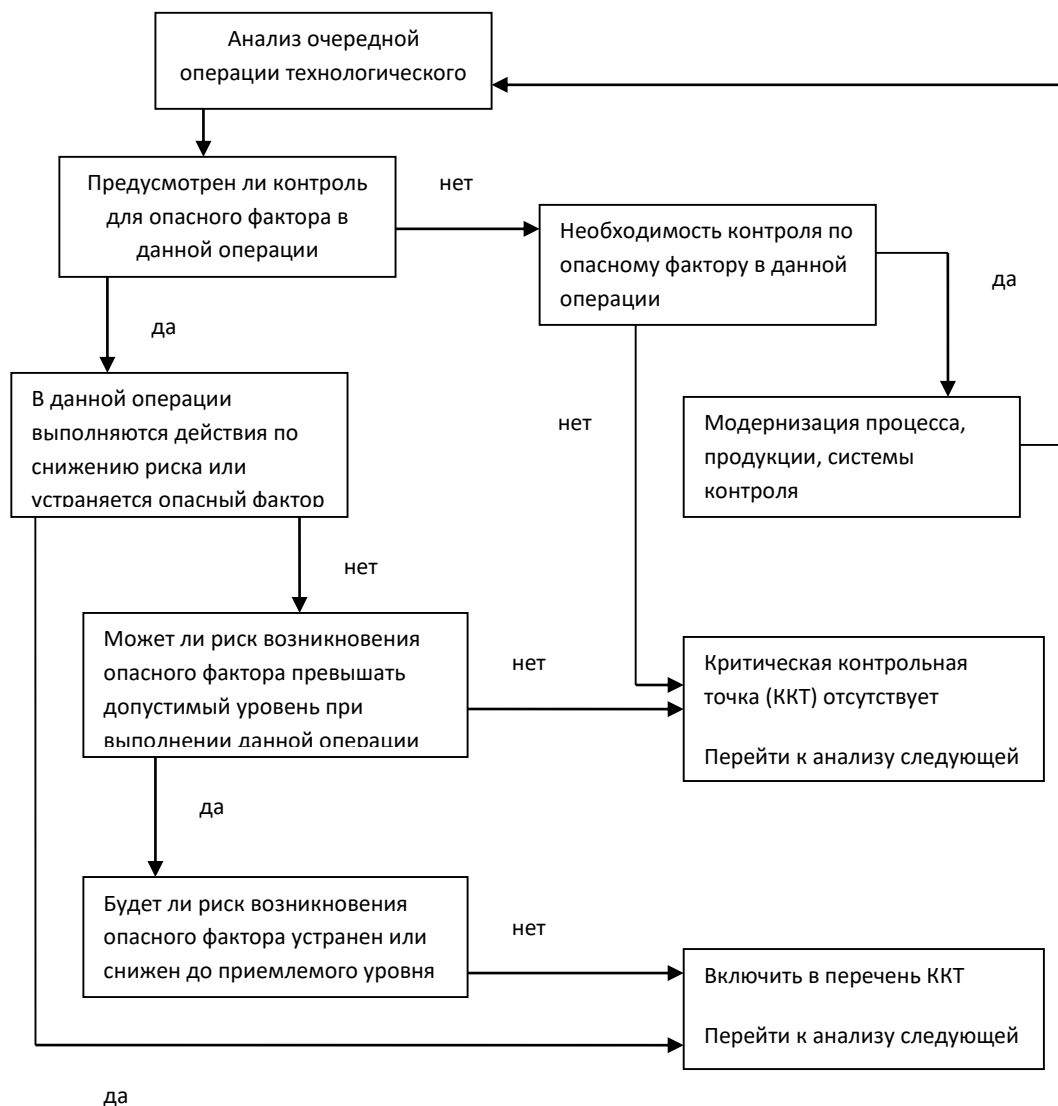 Анализ очередной
операции технологического
Предусмотрен ли контроль
для опасного фактора в
данной операции
нет
Необходимость контроля по
опасному фактору в данной
операции
да
да
В данной операции
выполняются действия по
снижению риска или
устраняется опасный фактор
нет
Модернизация процесса,
продукции, системы
контроля
нет
Может ли риск возникновения
опасного фактора превышать
допустимый уровень при
выполнении данной операции
нет
Критическая контрольная
точка (ККТ) отсутствует
Перейти к анализу следующей
да
Будет ли риск возникновения
опасного фактора устранен или
снижен до приемлемого уровня
нет
Включить в перечень ККТ
Перейти к анализу следующей
да